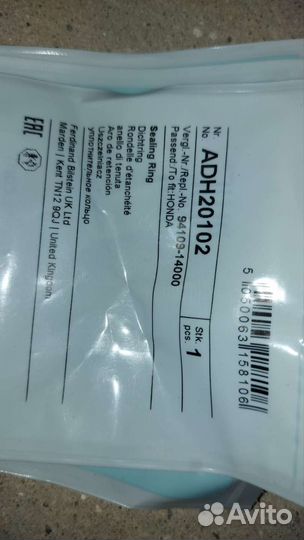 Nr.
No. ADH20102
Vergl.-Nr./Repl.-No. 94109-14000
Passend /To fit:HONDA
Stk.
pcs. 1
Sealing Ring
Dichtring
Rondelle d'étanchéité
anello di tenuta
Aro de retención
Uszczelniacz
уплотнительное кольцо
Ferdinand Bilstein UK Ltd
Marden | Kent TN12 9QJ | United Kingdom
EAC
5 050063 158106
Avito